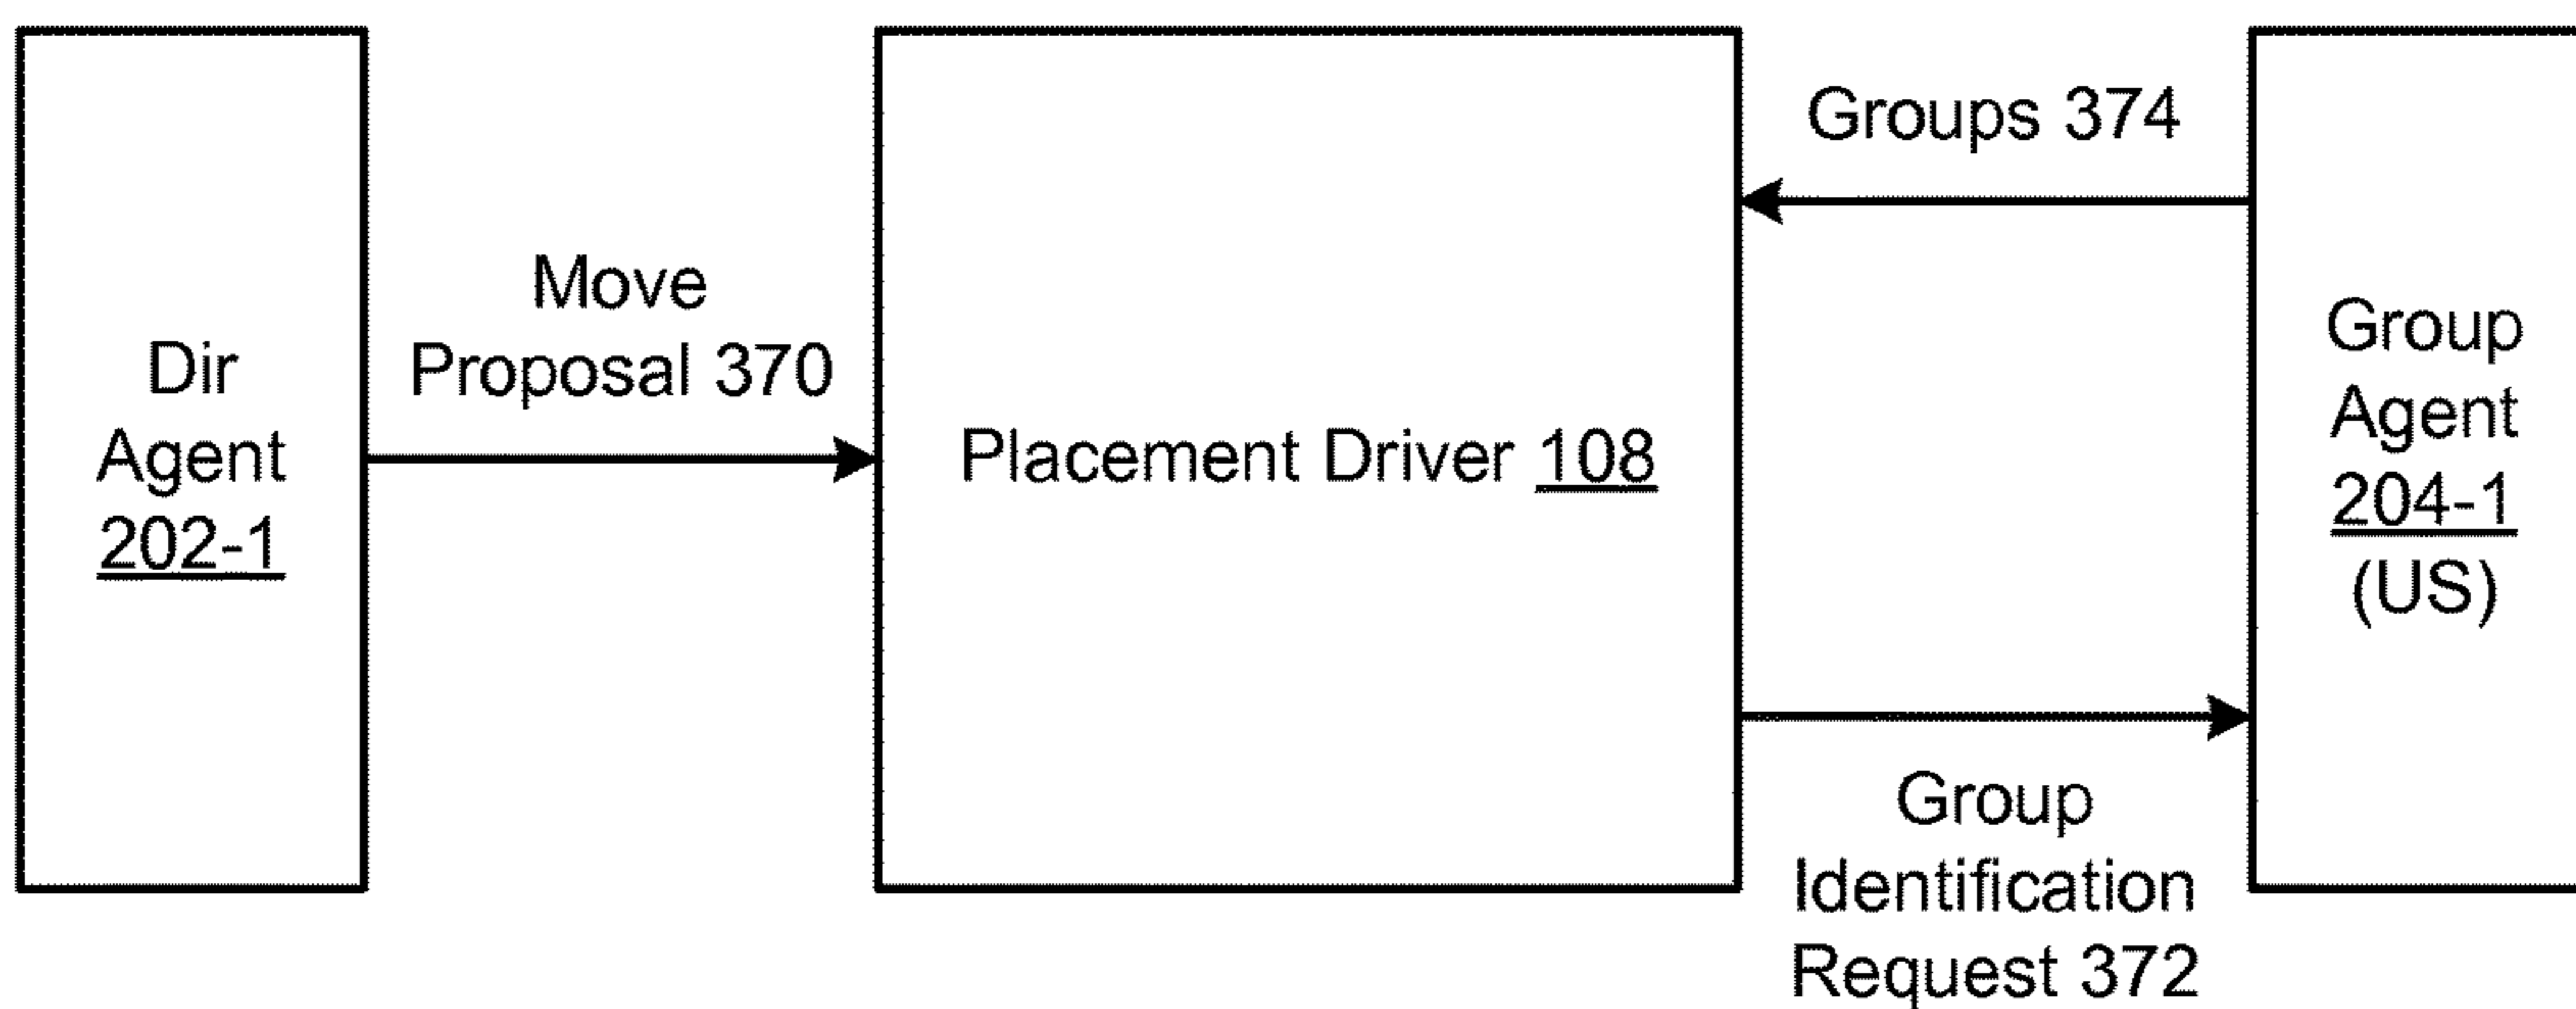 Dir
Agent
202-1
Move
Proposal 370
Placement Driver 108
Groups 374
Group
Identification
Request 372
Group
Agent
204-1
(US)